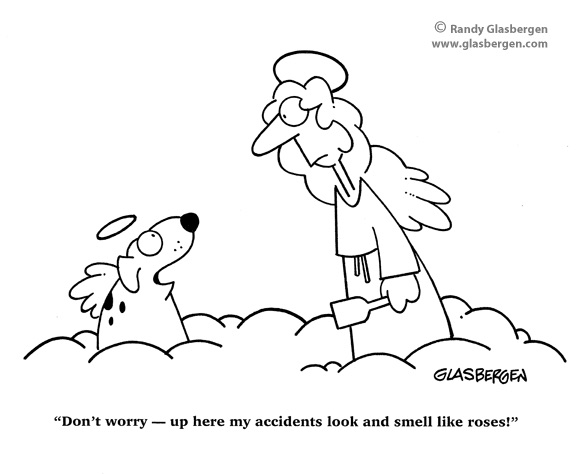 © Randy Glasbergen
www.glasbergen.com
GLASBERGEN
“Don’t worry — up here my accidents look and smell like roses!”